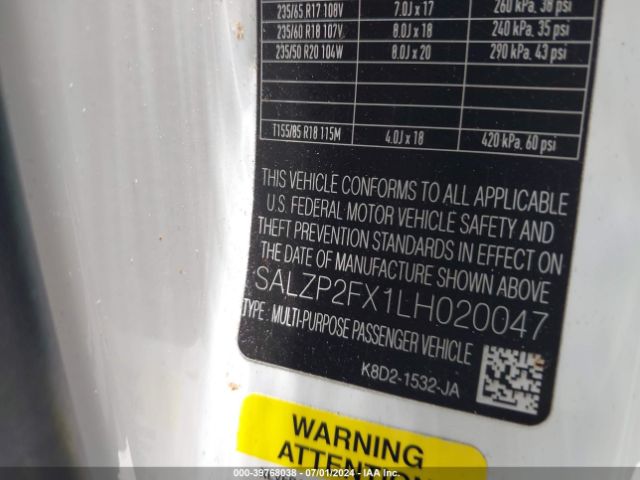 235/65 R17 108V 7.0J x 17 260 kPa, 38 psi
235/60 R18 107V 8.0J x 18 240 kPa, 35 psi
235/50 R20 104W 8.0J x 20 290 kPa, 43 psi
T155/85 R18 115M 4.0J x 18 420 kPa, 60 psi
THIS VEHICLE CONFORMS TO ALL APPLICABLE
U.S. FEDERAL MOTOR VEHICLE SAFETY AND
THEFT PREVENTION STANDARDS IN EFFECT ON
THE DATE OF MANUFACTURE SHOWN ABOVE
SALZP2FX1LH020047
TYPE: MULTI-PURPOSE PASSENGER VEHICLE
K8D2-1532-JA
WARNING
ATTENTION
000-39768038 - 07/01/2024 - IAAI.COM